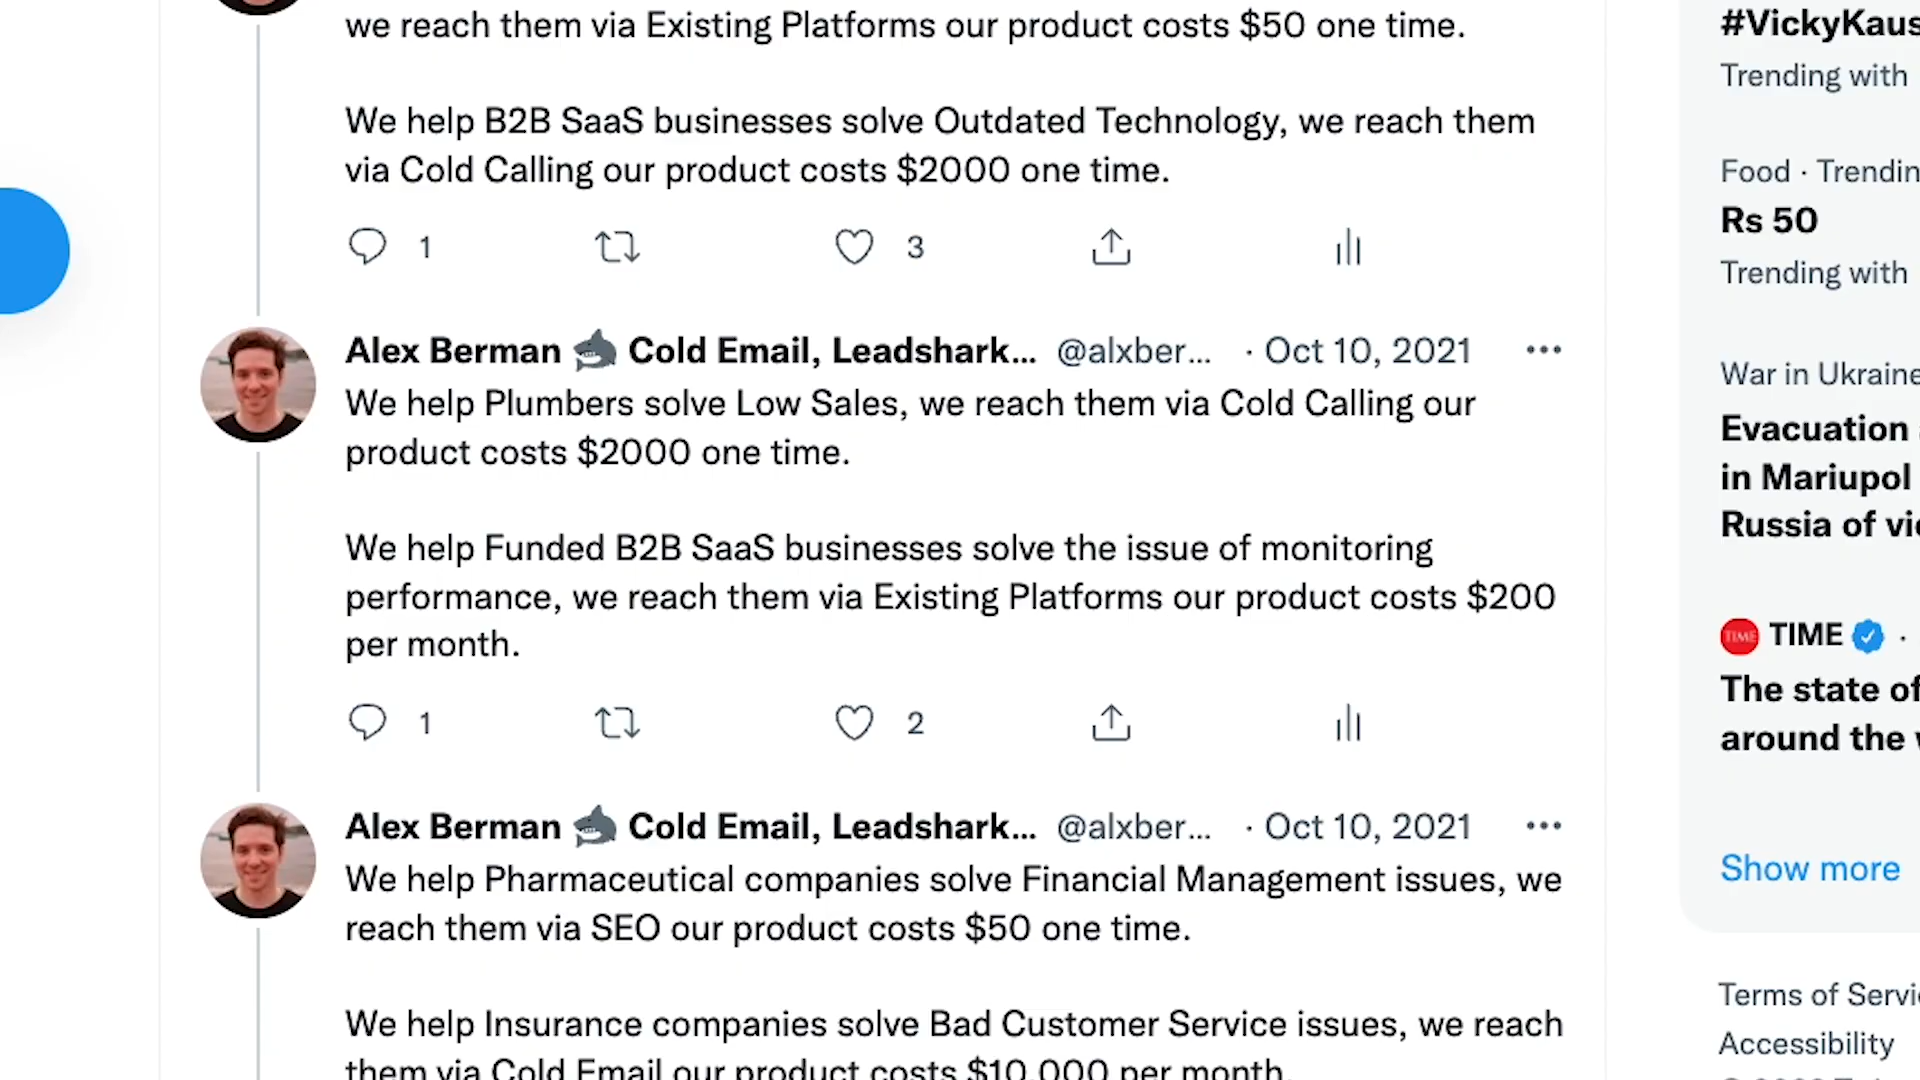 we reach them via Existing Platforms our product costs $50 one time.
We help B2B SaaS businesses solve Outdated Technology, we reach them
via Cold Calling our product costs $2000 one time.
1 3
Alex Berman 🦈 Cold Email, Leadshark... @alxber... · Oct 10, 2021
We help Plumbers solve Low Sales, we reach them via Cold Calling our
product costs $2000 one time.
We help Funded B2B SaaS businesses solve the issue of monitoring
performance, we reach them via Existing Platforms our product costs $200
per month.
1 2
Alex Berman 🦈 Cold Email, Leadshark... @alxber... · Oct 10, 2021
We help Pharmaceutical companies solve Financial Management issues, we
reach them via SEO our product costs $50 one time.
We help Insurance companies solve Bad Customer Service issues, we reach
them via Cold Email our product costs $10,000 per month.
#VickyKaus
Trending with
Food · Trendin
Rs 50
Trending with
War in Ukraine
Evacuation
in Mariupol
Russia of vi
TIME
TIME ·
The state of
around the
Show more
Terms of Servi
Accessibility